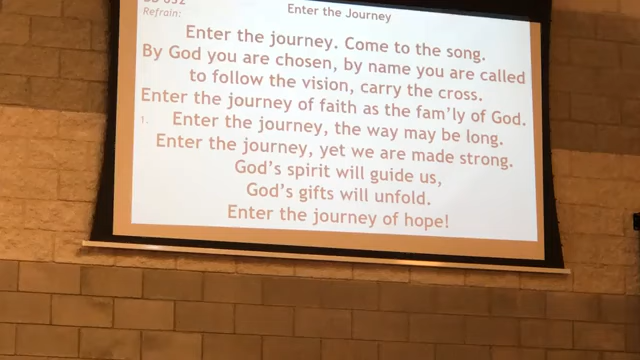 Enter the Journey
Refrain:
Enter the journey. Come to the song.
By God you are chosen, by name you are called
to follow the vision, carry the cross.
Enter the journey of faith as the fam'ly of God.
1. Enter the journey, the way may be long.
Enter the journey, yet we are made strong.
God's spirit will guide us,
God's gifts will unfold.
Enter the journey of hope!